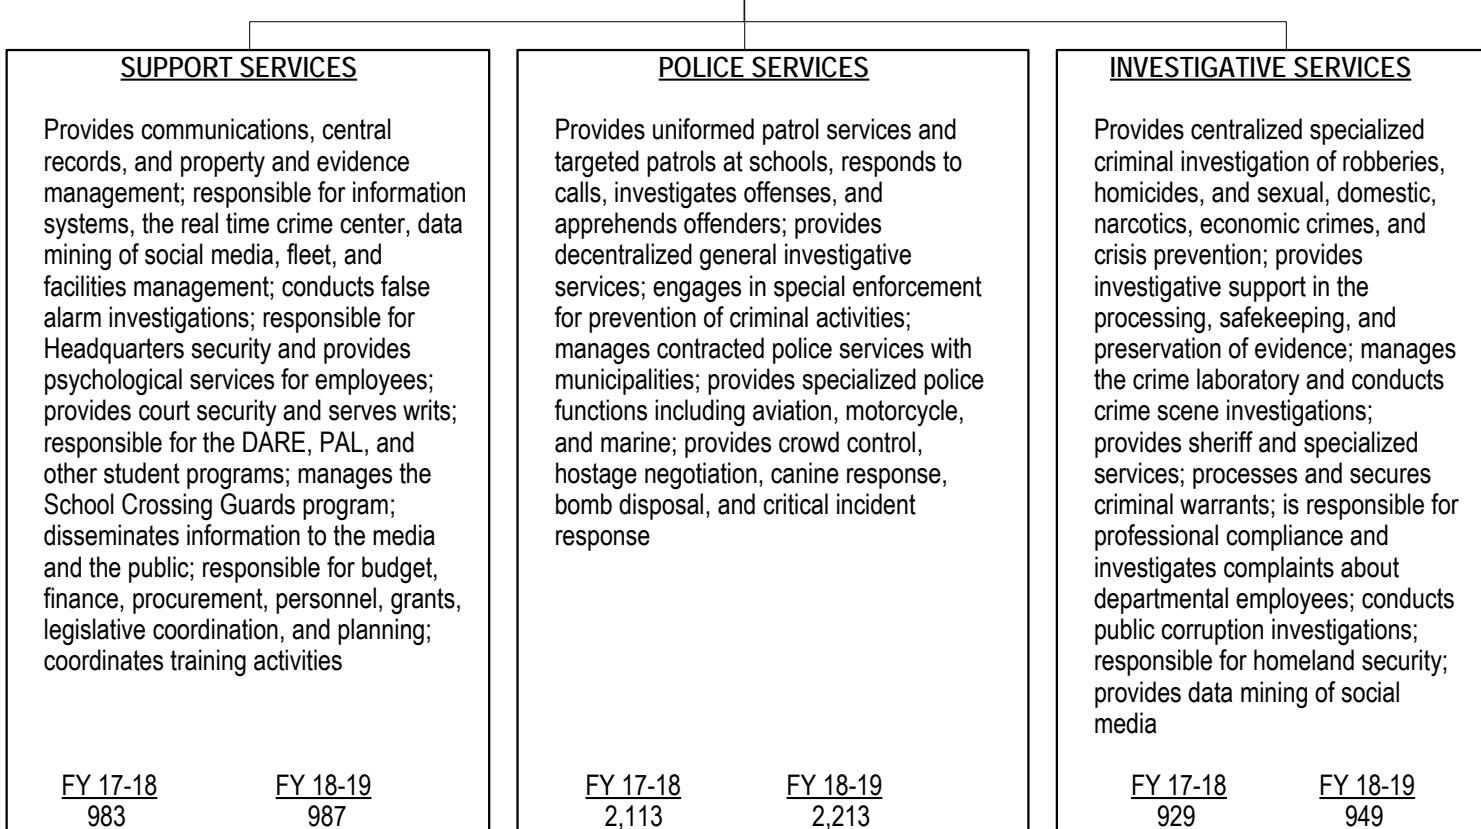 SUPPORT SERVICES
Provides communications, central
records, and property and evidence
management; responsible for information
systems, the real time crime center, data
mining of social media, fleet, and
facilities management; conducts false
alarm investigations; responsible for
Headquarters security and provides
psychological services for employees;
provides court security and serves writs;
responsible for the DARE, PAL, and
other student programs; manages the
School Crossing Guards program;
disseminates information to the media
and the public; responsible for budget,
finance, procurement, personnel, grants,
legislative coordination, and planning;
coordinates training activities
FY 17-18 FY 18-19
983 987
POLICE SERVICES
Provides uniformed patrol services and
targeted patrols at schools, responds to
calls, investigates offenses, and
apprehends offenders; provides
decentralized general investigative
services; engages in special enforcement
for prevention of criminal activities;
manages contracted police services with
municipalities; provides specialized police
functions including aviation, motorcycle,
and marine; provides crowd control,
hostage negotiation, canine response,
bomb disposal, and critical incident
response
FY 17-18 FY 18-19
2,113 2,213
INVESTIGATIVE SERVICES
Provides centralized specialized
criminal investigation of robberies,
homicides, and sexual, domestic,
narcotics, economic crimes, and
crisis prevention; provides
investigative support in the
processing, safekeeping, and
preservation of evidence; manages
the crime laboratory and conducts
crime scene investigations;
provides sheriff and specialized
services; processes and secures
criminal warrants; is responsible for
professional compliance and
investigates complaints about
departmental employees; conducts
public corruption investigations;
responsible for homeland security;
provides data mining of social
media
FY 17-18 FY 18-19
929 949